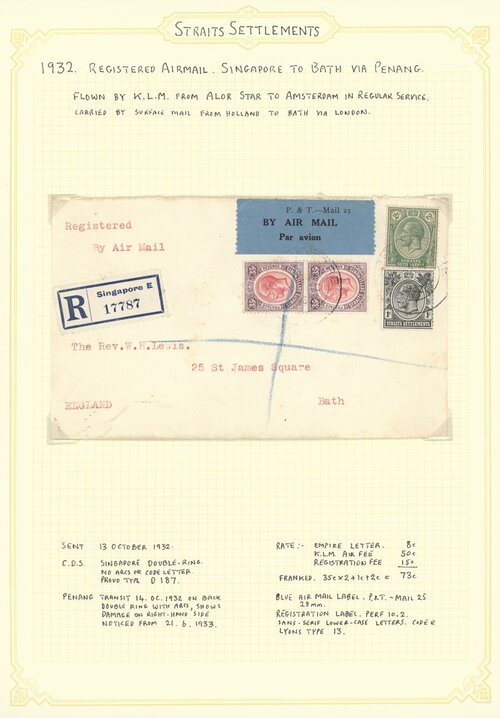 STRAITS SETTLEMENTS
1932. REGISTERED AIRMAIL. SINGAPORE TO BATH VIA PENANG.
FLOWN BY K.L.M. FROM ALOR STAR TO AMSTERDAM IN REGULAR SERVICE.
CARRIED BY SURFACE MAIL FROM HOLLAND TO BATH VIA LONDON.
Registered
By Air Mail
P. & T.—Mail 25
BY AIR MAIL
Par avion
R
Singapore E
17787
STRAITS SETTLEMENTS
The Rev.W.H.Lewis.
25 St James Square
ENGLAND
Bath
SENT 13 OCTOBER 1932.
C.D.S. SINGAPORE DOUBLE-RING.
NO ARCS OR CODE LETTER.
PROUD TYPE D187.
PENANG TRANSIT 14. OC. 1932 ON BACK
DOUBLE RING WITH ARCS, SHOWS
DAMAGE ON RIGHT-HAND SIDE
NOTICED FROM 21.6.1933.
RATE:- EMPIRE LETTER. 8c
K.L.M. AIR FEE 50c
REGISTRATION FEE 15c
FRANKED. 35c x 2 + 1c + 2c = 73c
BLUE AIR MAIL LABEL. P.&T. - MAIL 25
28mm.
REGISTRATION LABEL. PERF 10.2.
SANS-SERIF LOWER-CASE LETTERS. CODE E
LYONS TYPE 13.